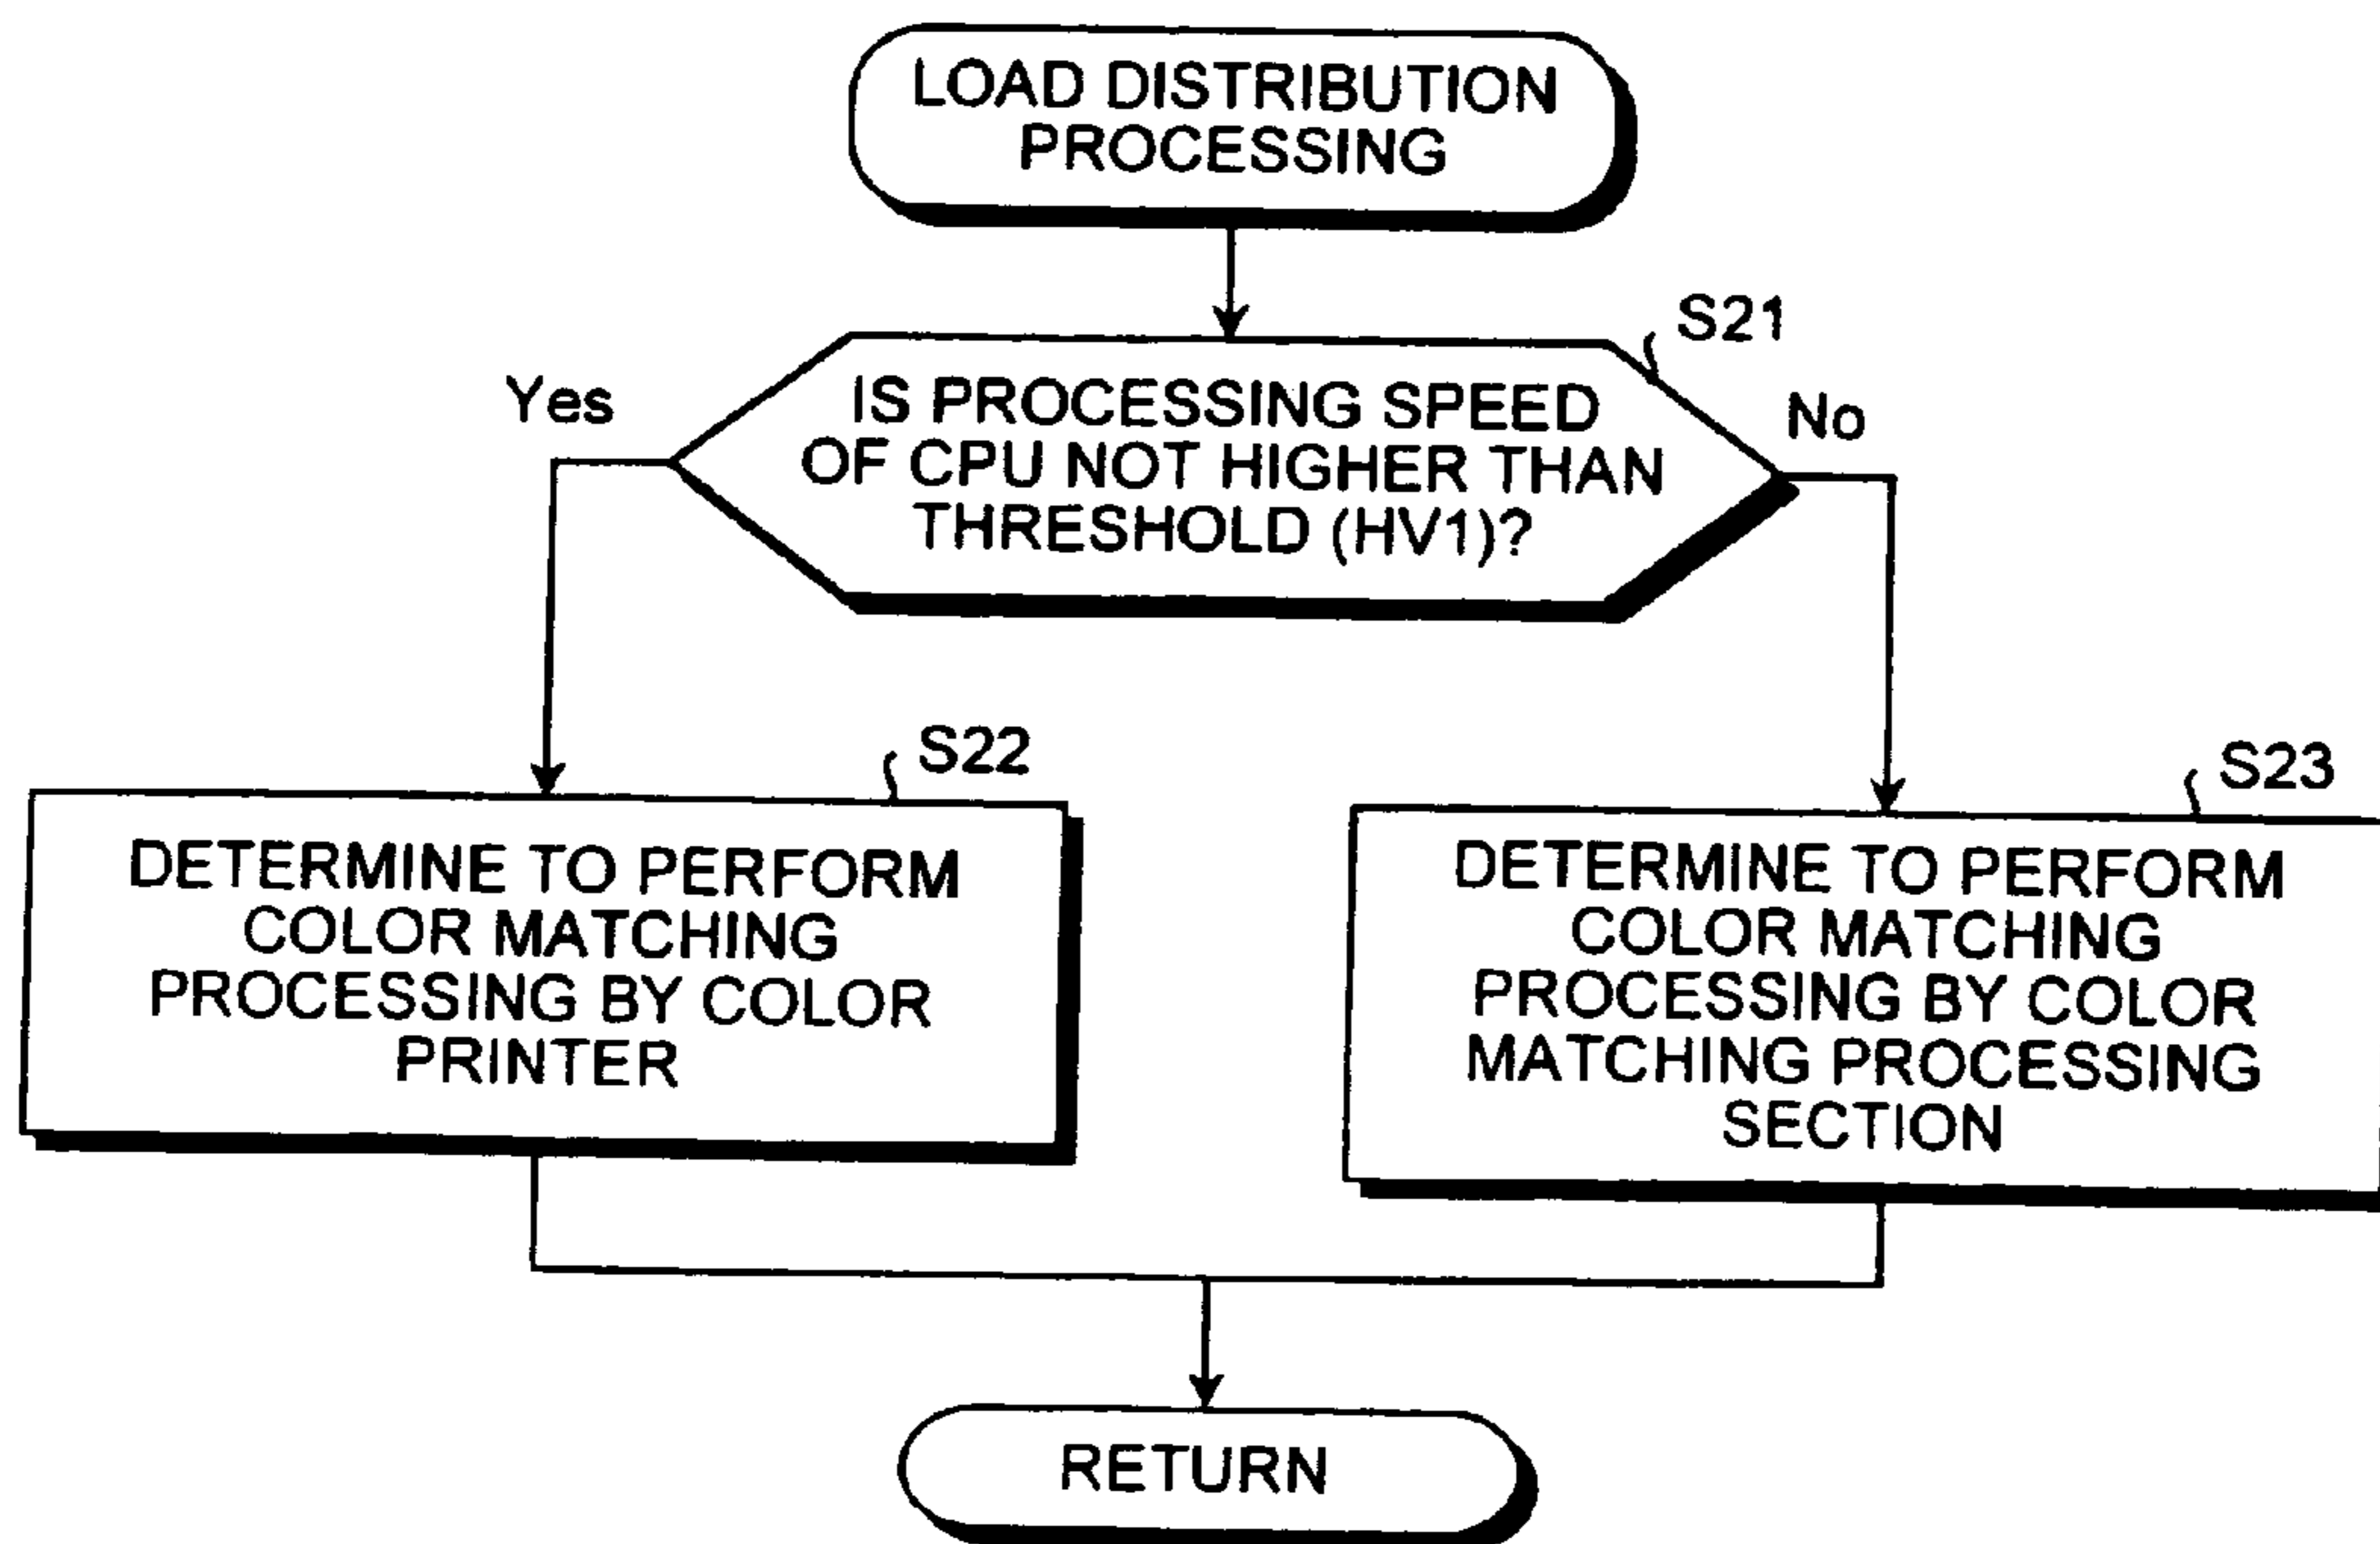 LOAD DISTRIBUTION
PROCESSING
S21
Yes
IS PROCESSING SPEED
OF CPU NOT HIGHER THAN
THRESHOLD (HV1)?
No
S22
DETERMINE TO PERFORM
COLOR MATCHING
PROCESSING BY COLOR
PRINTER
S23
DETERMINE TO PERFORM
COLOR MATCHING
PROCESSING BY COLOR
MATCHING PROCESSING
SECTION
RETURN